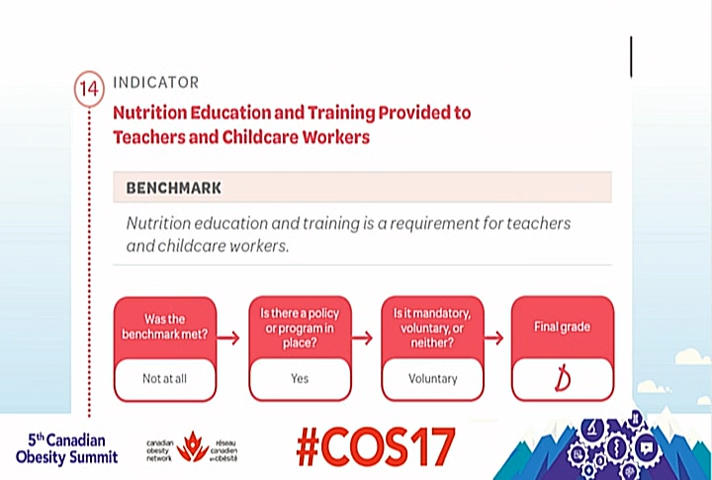 14
INDICATOR
Nutrition Education and Training Provided to
Teachers and Childcare Workers
BENCHMARK
Nutrition education and training is a requirement for teachers
and childcare workers.
Was the
benchmark met?
Not at all
Is there a policy
or program in
place?
Yes
Is it mandatory,
voluntary, or
neither?
Voluntary
Final grade
D
5th Canadian
Obesity Summit
canadian
obesity
network
réseau
canadien
en obésité
#COS17